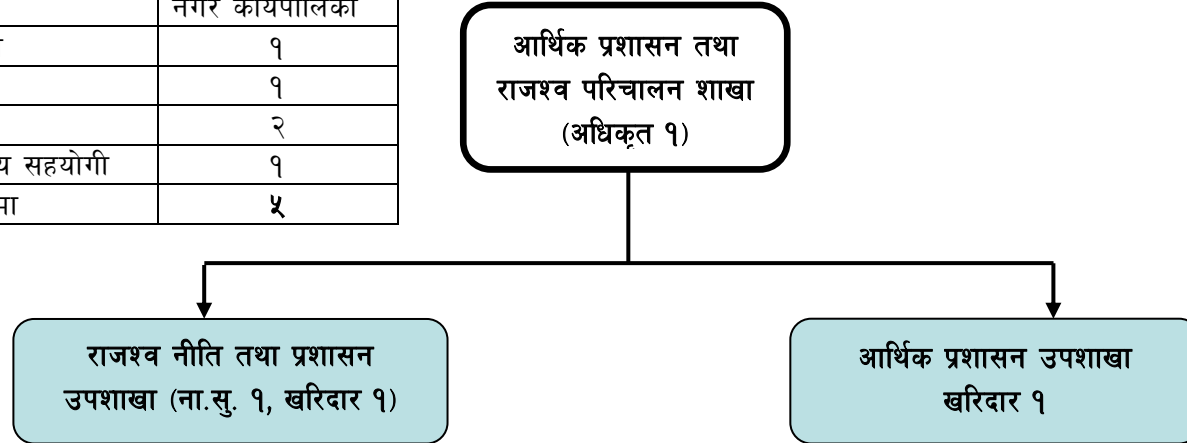 नगर कार्यपालिका
१
१
२
सहयोगी १
५
आर्थिक प्रशासन तथा
राजश्व परिचालन शाखा
(अधिकृत १)
राजश्व नीति तथा प्रशासन
उपशाखा (ना.सु. १, खरिदार १)
आर्थिक प्रशासन उपशाखा
खरिदार १